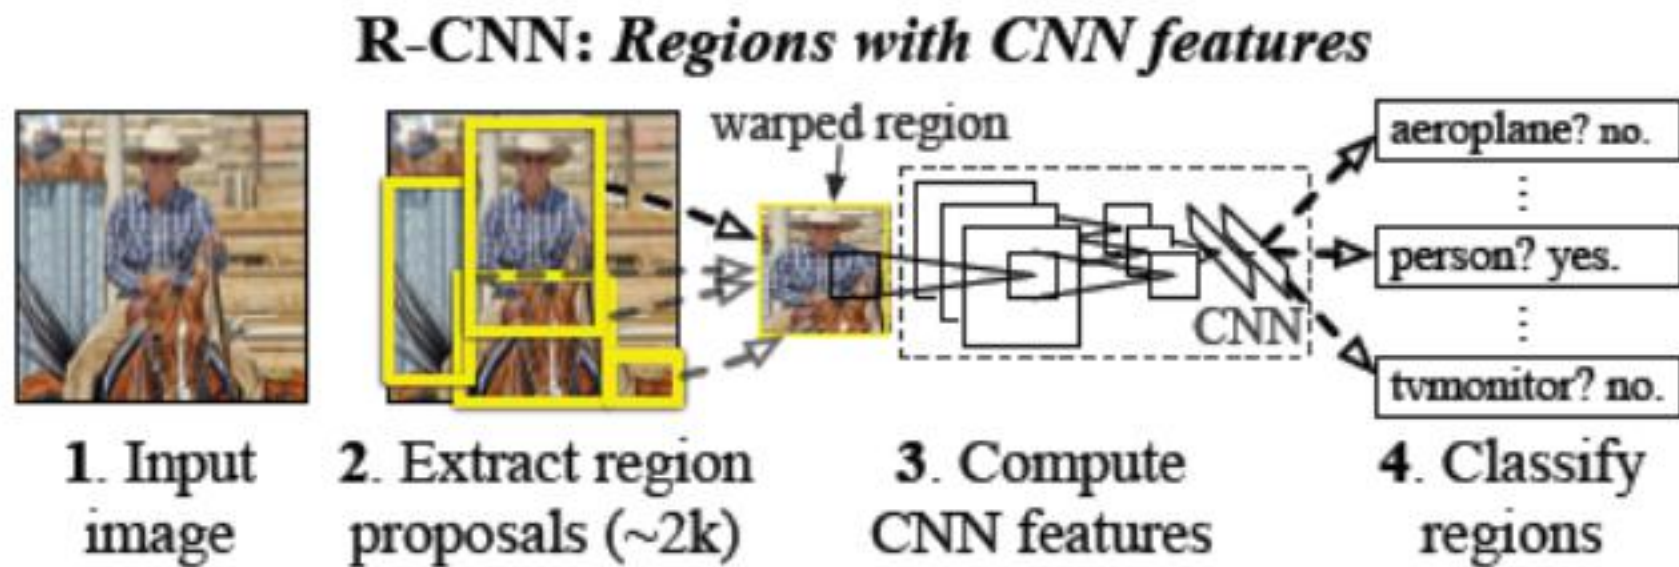 R-CNN: Regions with CNN features
warped region
aeroplane? no.
person? yes.
CNN
tvmonitor? no.
1. Input
image
2. Extract region
proposals (~2k)
3. Compute
CNN features
4. Classify
regions